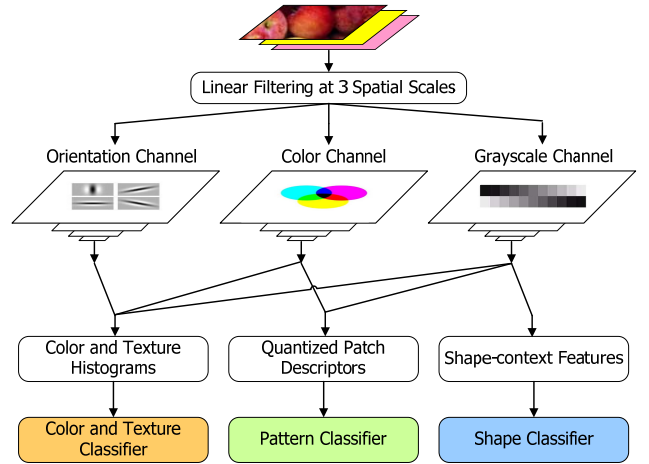 Linear Filtering at 3 Spatial Scales
Orientation Channel
Color Channel
Grayscale Channel
Color and Texture
Histograms
Quantized Patch
Descriptors
Shape-context Features
Color and Texture
Classifier
Pattern Classifier
Shape Classifier